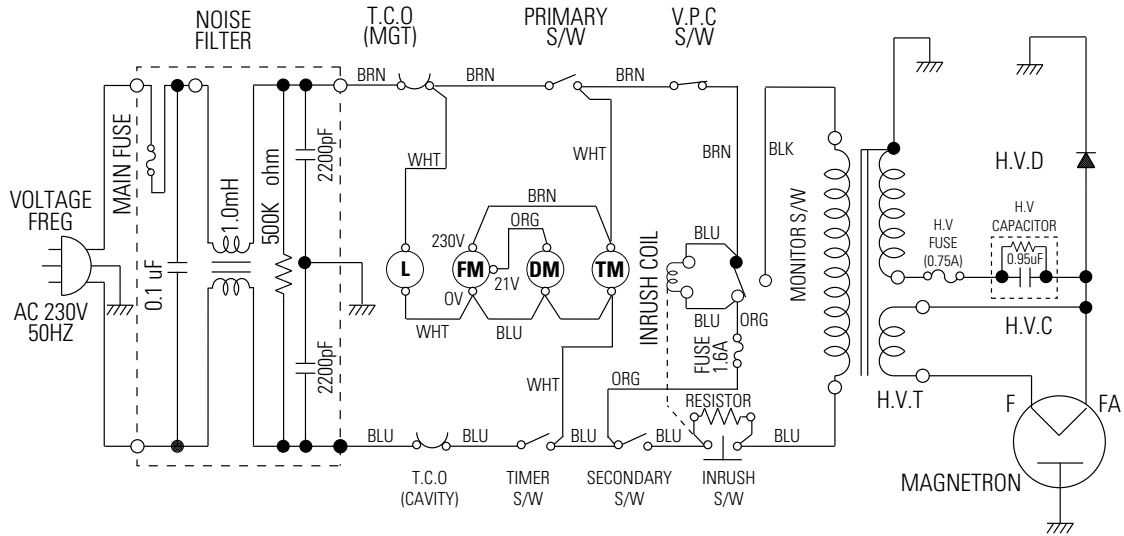 NOISE
FILTER
T.C.O
(MGT)
PRIMARY
S/W
V.P.C
S/W
BRN
BRN
BRN
MAIN FUSE
0.1 uF
1.0mH
500K ohm
2200pF
2200pF
VOLTAGE
FREG
AC 230V
50HZ
WHT
WHT
BRN
ORG
BRN
BLK
230V
L
FM
DM
TM
21V
0V
WHT
BLU
WHT
INRUSH COIL
BLU
BLU
ORG
FUSE
1.6A
ORG
MONITOR S/W
RESISTOR
BLU
BLU
BLU
BLU
BLU
T.C.O
(CAVITY)
TIMER
S/W
SECONDARY
S/W
INRUSH
S/W
H.V.D
H.V
FUSE
(0.75A)
H.V
CAPACITOR
0.95uF
H.V.C
H.V.T
F
FA
MAGNETRON